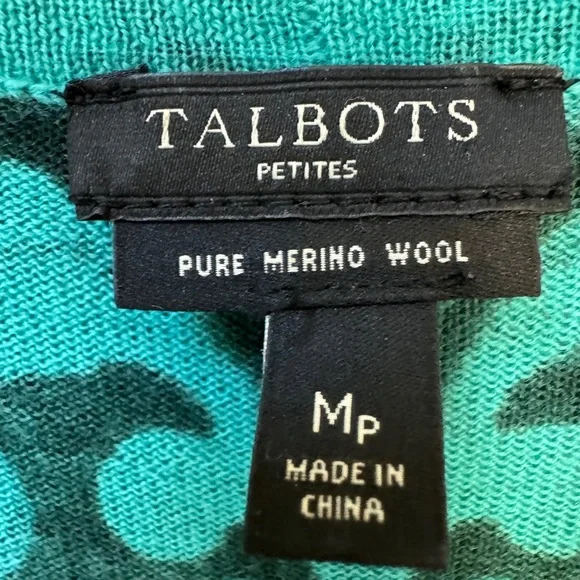 TALBOTS
PETITES
PURE MERINO WOOL
MP
MADE IN
CHINA